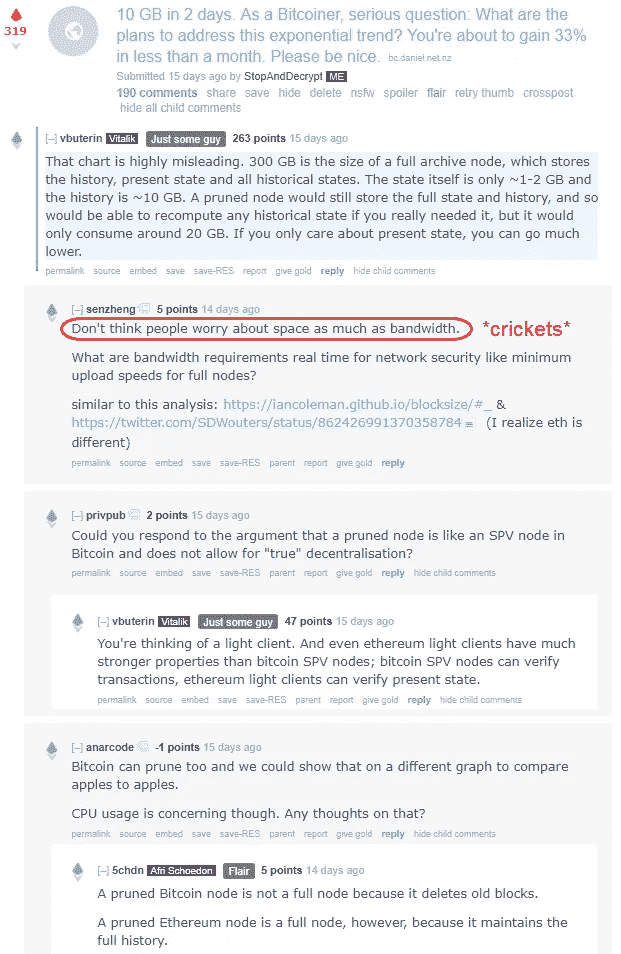 319
10 GB in 2 days. As a Bitcoiner, serious question: What are the
plans to address this exponential trend? You're about to gain 33%
in less than a month. Please be nice. bc.daniel.net.nz
Submitted 15 days ago by StopAndDecrypt ME
190 comments share save hide delete nsfw spoiler flair retry thumb crosspost
hide all child comments
[–] vbuterin Vitalik Just some guy 263 points 15 days ago
That chart is highly misleading. 300 GB is the size of a full archive node, which stores
the history, present state and all historical states. The state itself is only ~1-2 GB and
the history is ~10 GB. A pruned node would still store the full state and history, and so
would be able to recompute any historical state if you really needed it, but it would
only consume around 20 GB. If you only care about present state, you can go much
lower.
permalink source embed save save-RES report give gold reply hide child comments
[–] senzheng 5 points 14 days ago
Don't think people worry about space as much as bandwidth. *crickets*
What are bandwidth requirements real time for network security like minimum
upload speeds for full nodes?
similar to this analysis: https://iancoleman.github.io/blocksize/#_ &
https://twitter.com/SDWouters/status/862426991370358784 (I realize eth is
different)
permalink source embed save save-RES parent report give gold reply
[–] privpub 2 points 15 days ago
Could you respond to the argument that a pruned node is like an SPV node in
Bitcoin and does not allow for "true" decentralisation?
permalink source embed save save-RES parent report give gold reply hide child comments
[–] vbuterin Vitalik Just some guy 47 points 15 days ago
You're thinking of a light client. And even ethereum light clients have much
stronger properties than bitcoin SPV nodes; bitcoin SPV nodes can verify
transactions, ethereum light clients can verify present state.
permalink source embed save save-RES parent report give gold reply hide child comments
[–] anarcode -1 points 15 days ago
Bitcoin can prune too and we could show that on a different graph to compare
apples to apples.
CPU usage is concerning though. Any thoughts on that?
permalink source embed save save-RES parent report give gold reply hide child comments
[–] 5chdn Afri Schoedon Flair 5 points 14 days ago
A pruned Bitcoin node is not a full node because it deletes old blocks.
A pruned Ethereum node is a full node, however, because it maintains the
full history.